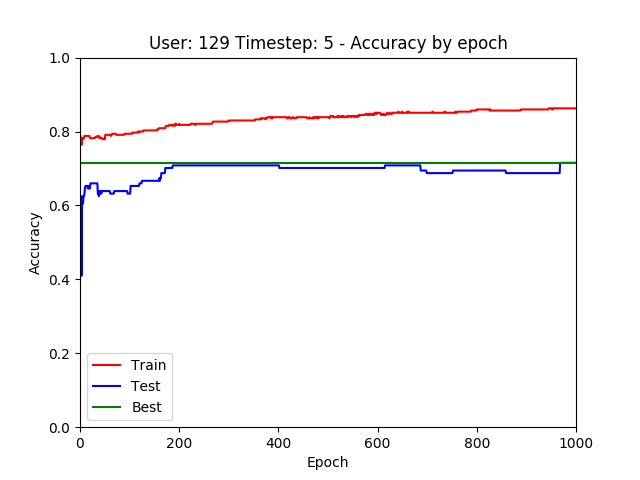 User: 129 Timestep: 5 - Accuracy by epoch
1.0
0.8
0.6
0.4
0.2
0.0
Accuracy
Train
Test
Best
0 200 400 600 800 1000
Epoch